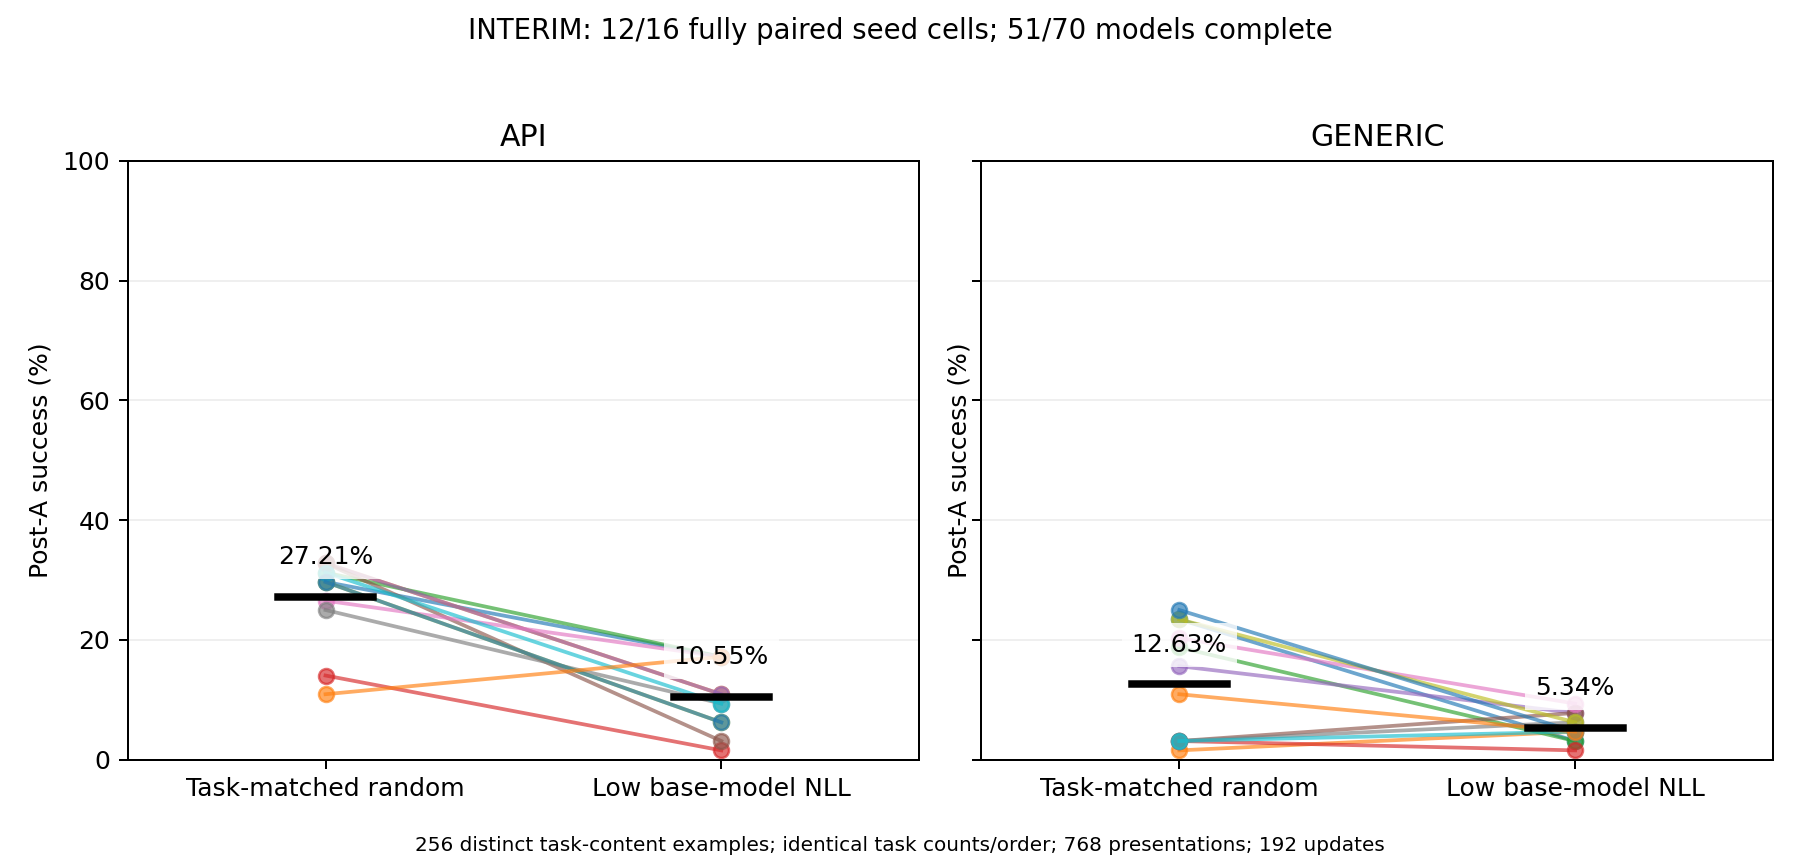 INTERIM: 12/16 fully paired seed cells; 51/70 models complete
API
GENERIC
100
80
60
40
20
0
Post-A success (%)
Post-A success (%)
27.21%
10.55%
12.63%
5.34%
Task-matched random
Low base-model NLL
Task-matched random
Low base-model NLL
256 distinct task-content examples; identical task counts/order; 768 presentations; 192 updates